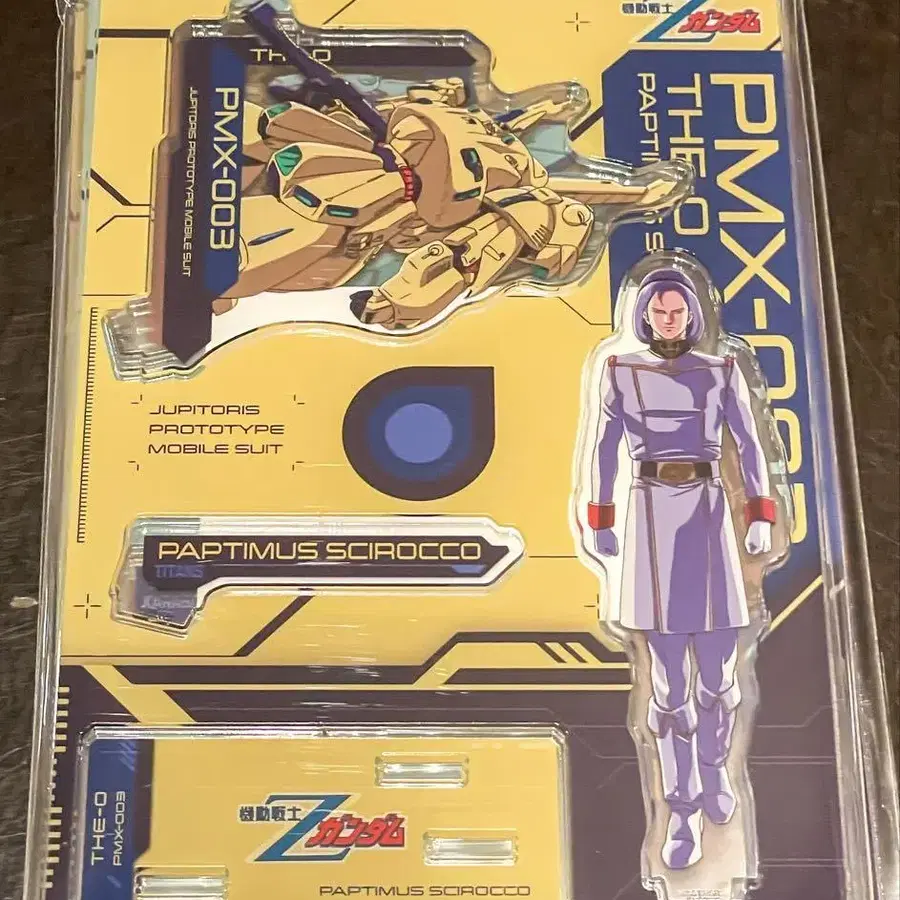 機動戦士
Zガンダム
THE-O
PMX-003
JUPITORIS PROTOTYPE MOBILE SUIT
PMX-003
THE-O
JUPITORIS
PROTOTYPE
MOBILE SUIT
PAPTIMUS SCIROCCO
TITANS
THE-O
PMX-003
機動戦士
Zガンダム
PAPTIMUS SCIROCCO